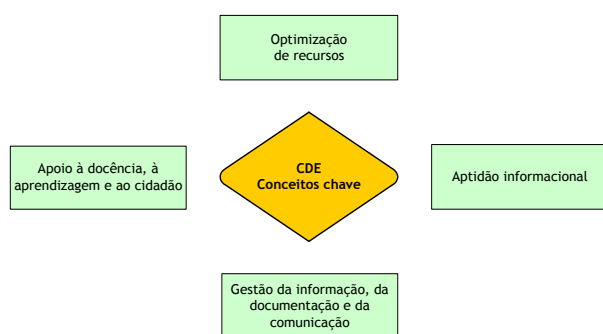 Optimização
de recursos
Apoio à docência, à
aprendizagem e ao cidadão
CDE
Conceitos chave
Aptidão informacional
Gestão da informação, da
documentação e da
comunicação